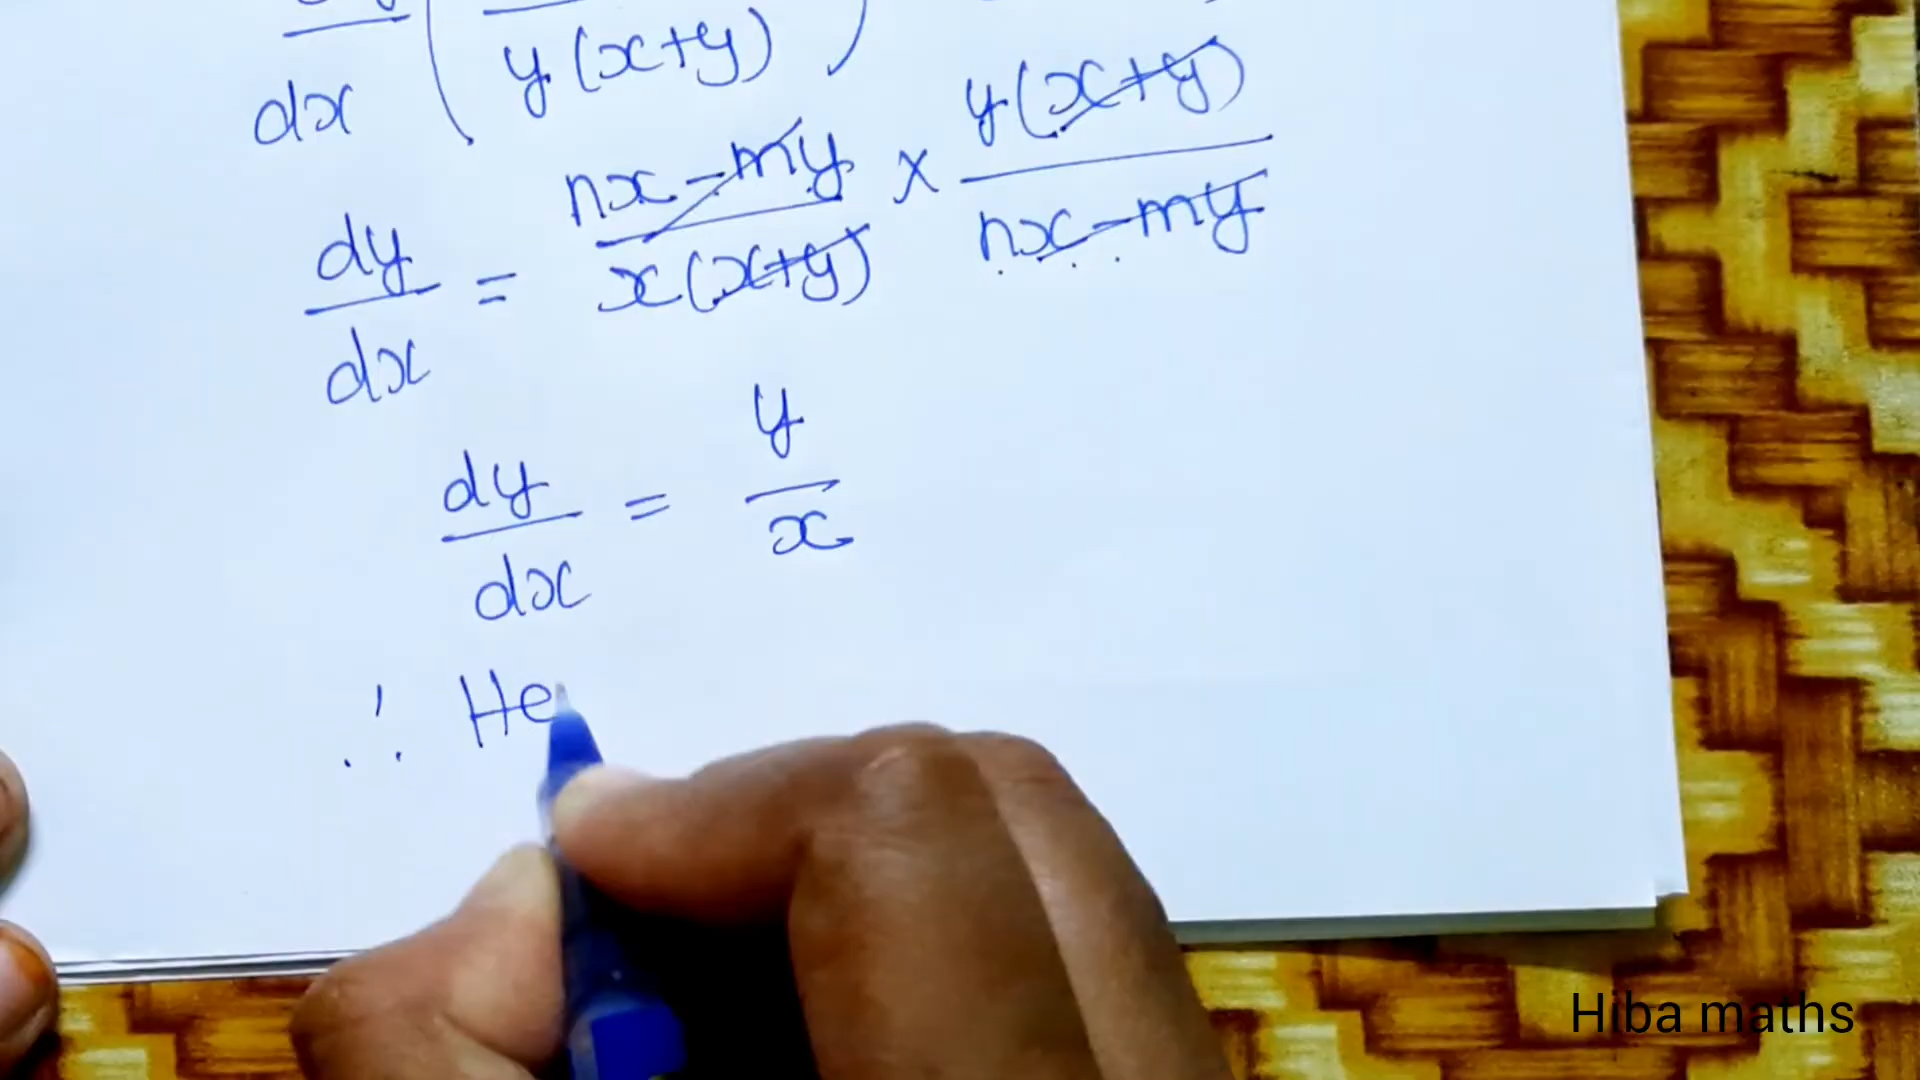 dx ( y(x+y) )
dy/dx = nx-my/x(x+y) × y(x+y)/nx-my
dy/dx = y/x
∴ He
Hiba maths